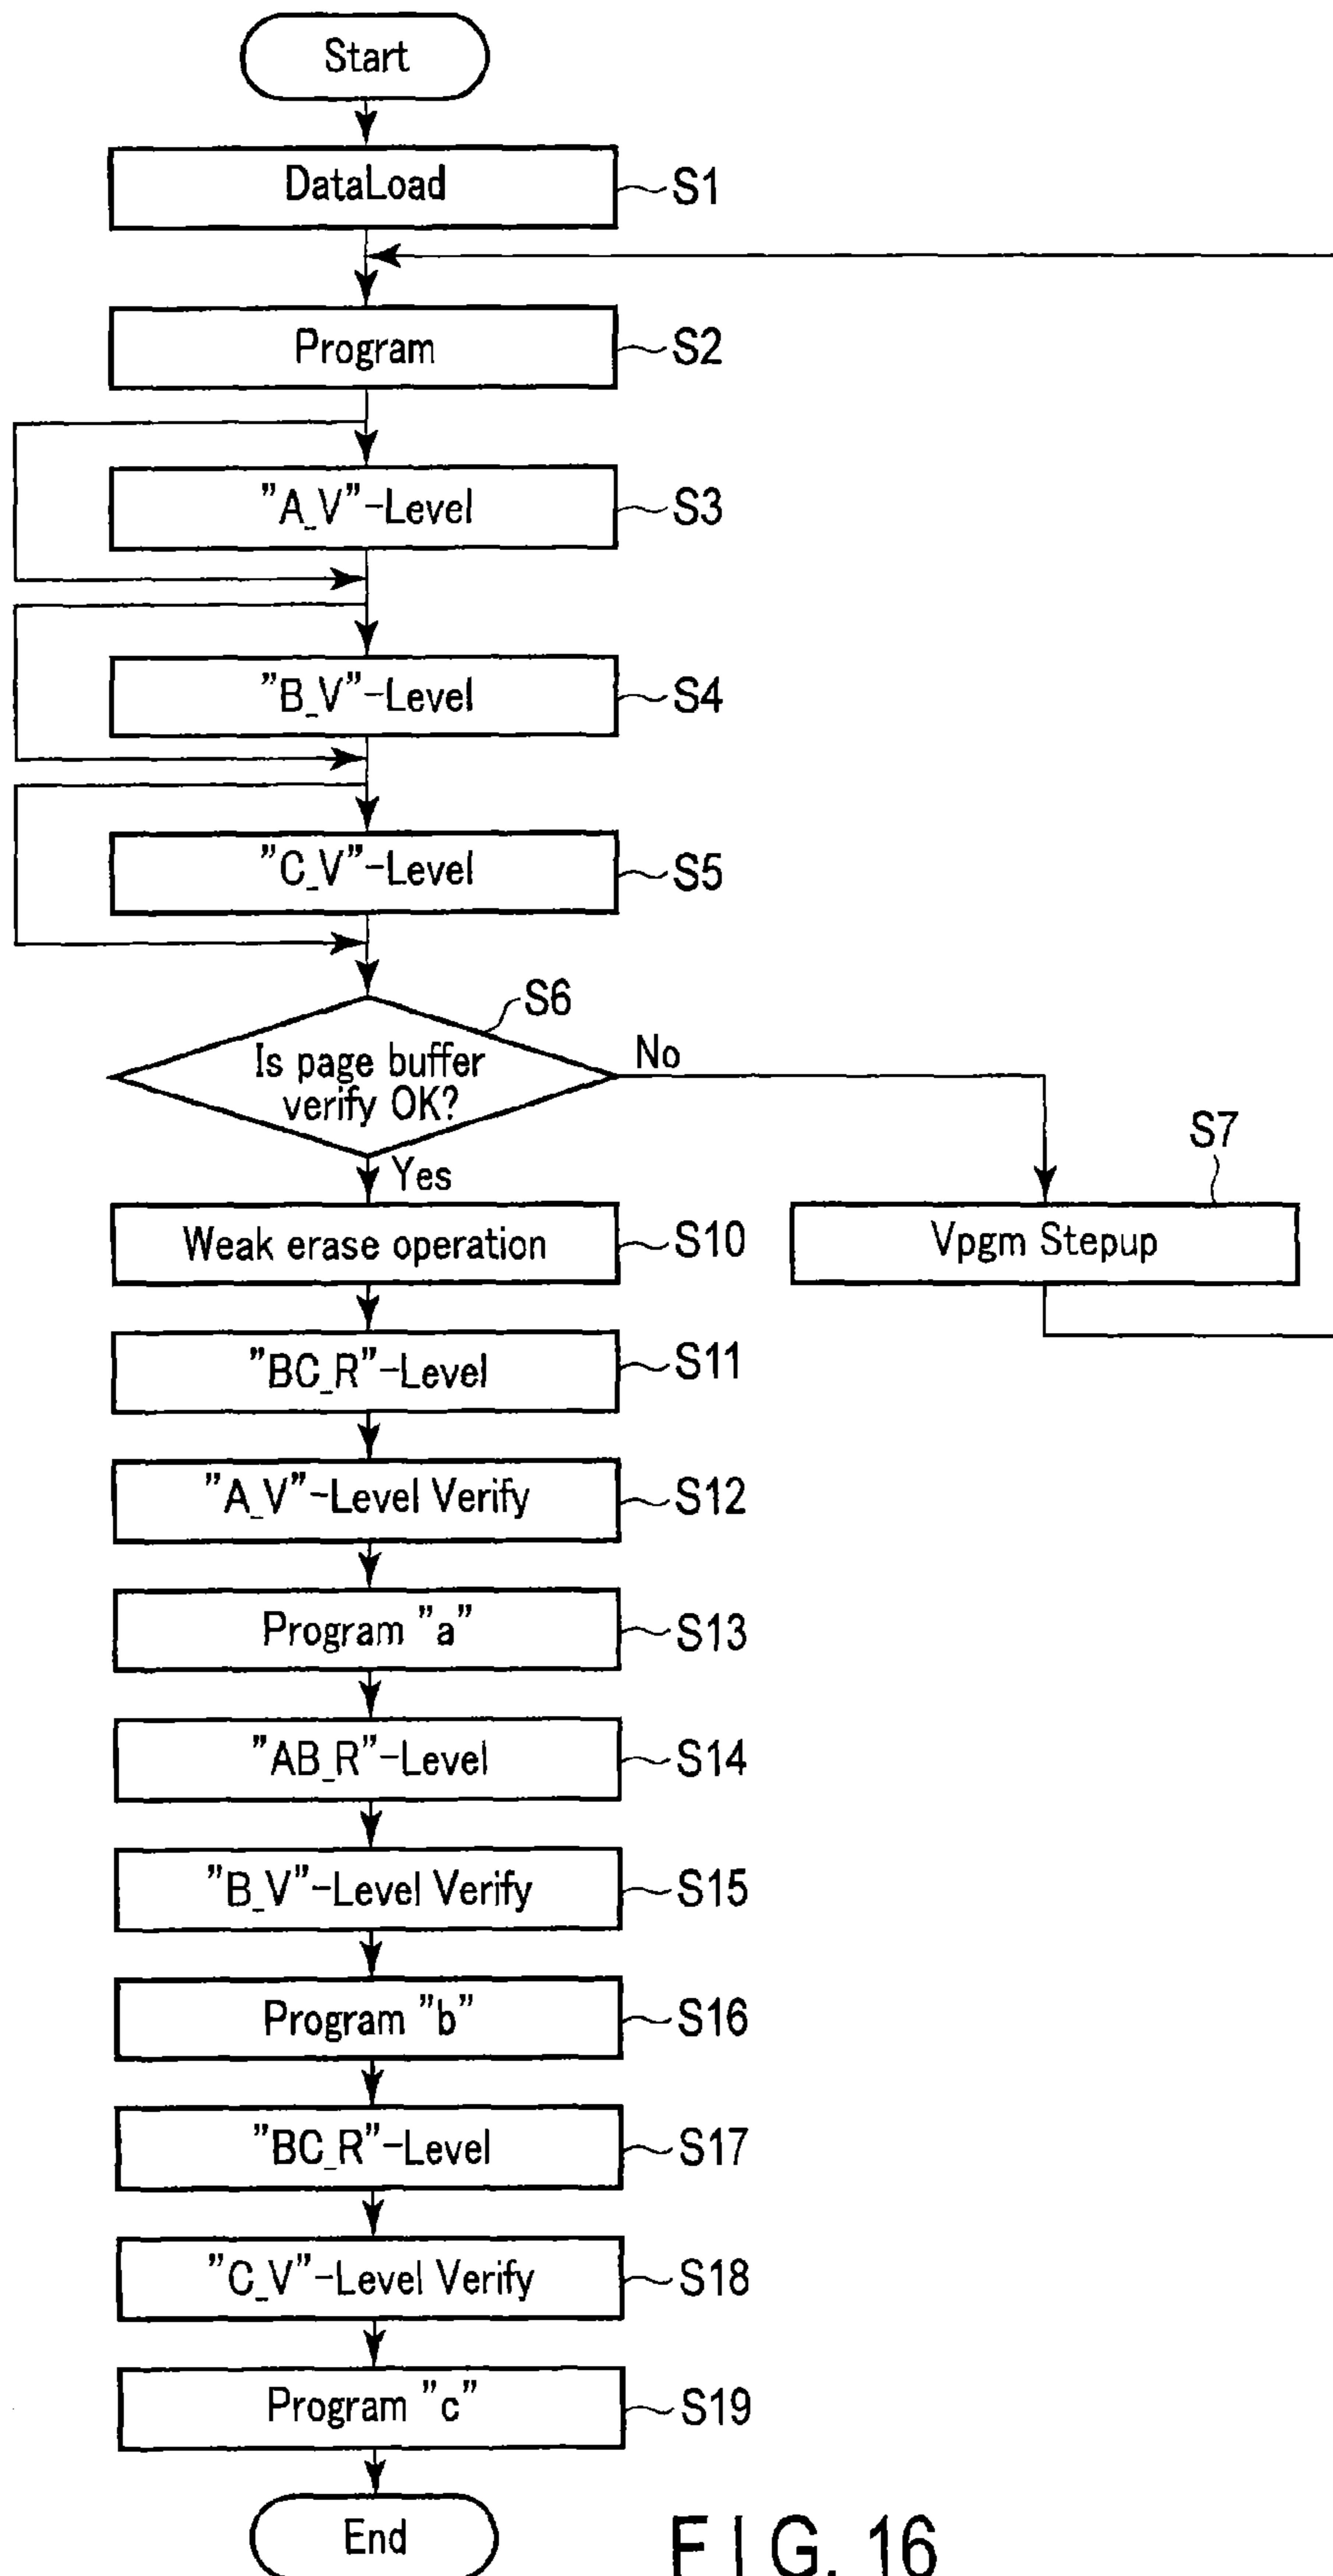 Start
DataLoad
S1
Program
S2
"A_V"-Level
S3
"B_V"-Level
S4
"C_V"-Level
S5
S6
Is page buffer
verify OK?
No
Yes
S7
Weak erase operation
S10
Vpgm Stepup
"BC_R"-Level
S11
"A_V"-Level Verify
S12
Program "a"
S13
"AB_R"-Level
S14
"B_V"-Level Verify
S15
Program "b"
S16
"BC_R"-Level
S17
"C_V"-Level Verify
S18
Program "c"
S19
End
FIG. 16